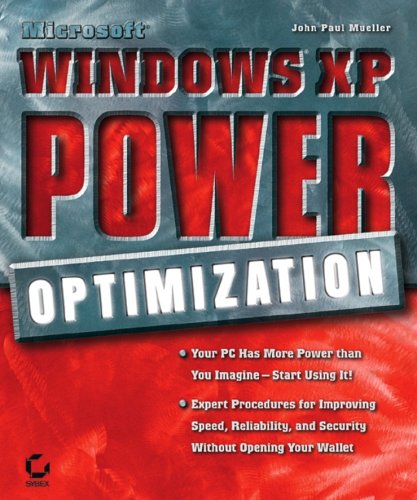 John Paul Mueller
Microsoft
WINDOWS XP
POWER
OPTIMIZATION
• Your PC Has More Power than
You Imagine – Start Using It!
• Expert Procedures for Improving
Speed, Reliability, and Security
Without Opening Your Wallet
SYBEX